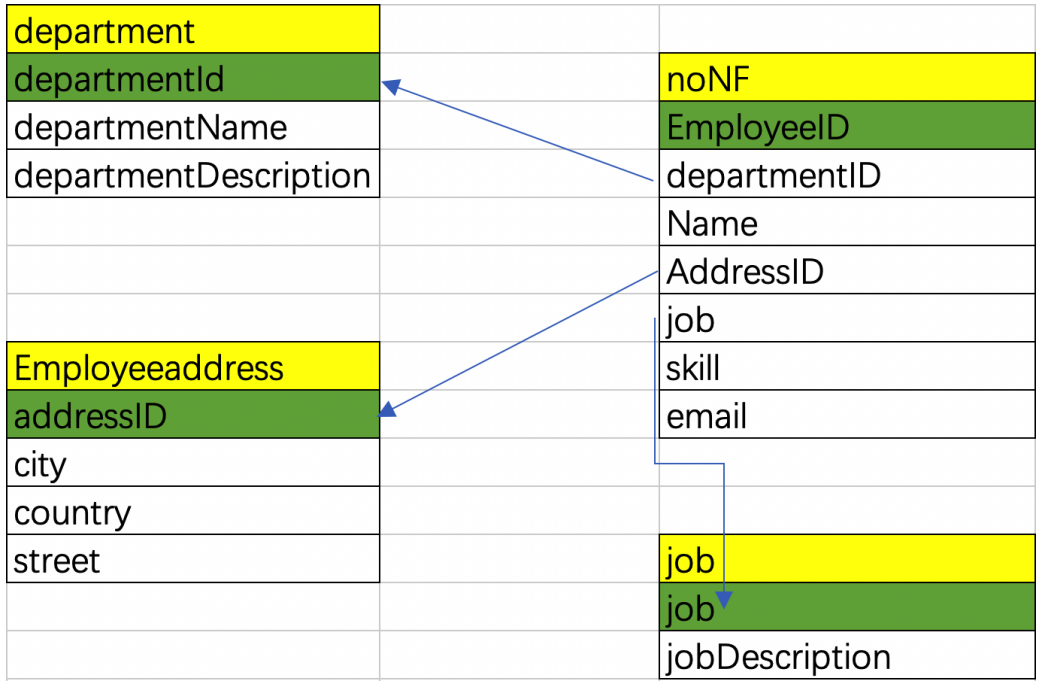 department
departmentId
departmentName
departmentDescription
noNF
EmployeeID
departmentID
Name
AddressID
job
skill
email
Employeeaddress
addressID
city
country
street
job
job
jobDescription